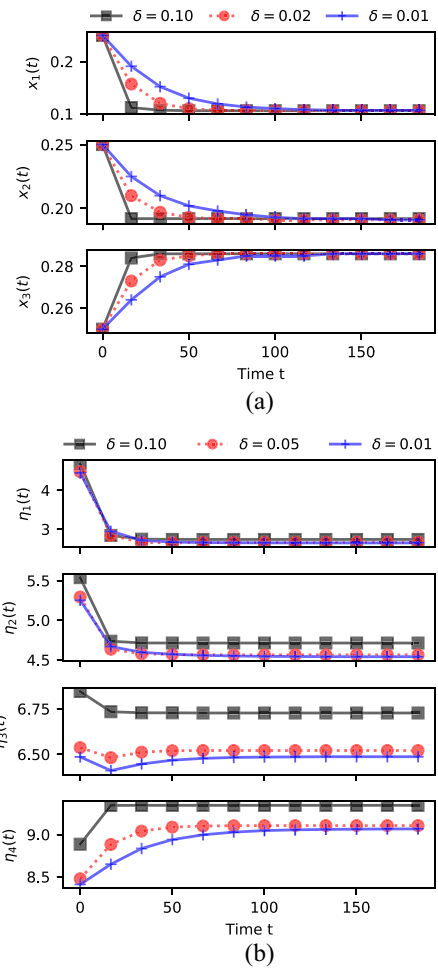 δ = 0.10 δ = 0.02 δ = 0.01
x₁(t)
0.2
0.1
x₂(t)
0.25
0.20
x₃(t)
0.28
0.26
0 50 100 150
Time t
(a)
δ = 0.10 δ = 0.05 δ = 0.01
η₁(t)
4
3
η₂(t)
5.5
5.0
4.5
η₃(t)
6.75
6.50
η₄(t)
9.0
8.5
0 50 100 150
Time t
(b)